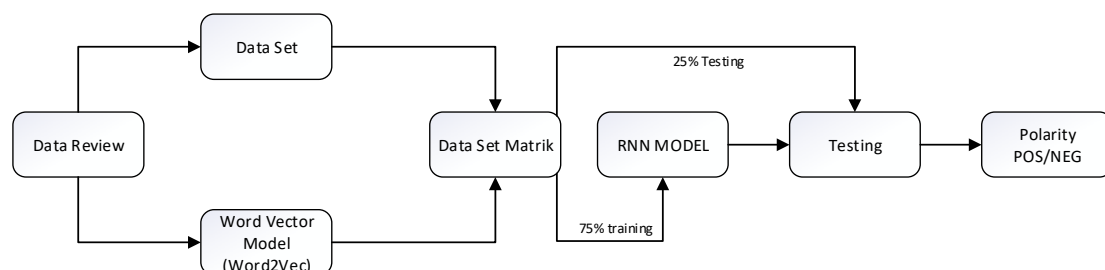 Data Set
25% Testing
Data Review
Data Set Matrik
RNN MODEL
Testing
Polarity
POS/NEG
Word Vector
Model
(Word2Vec)
75% training